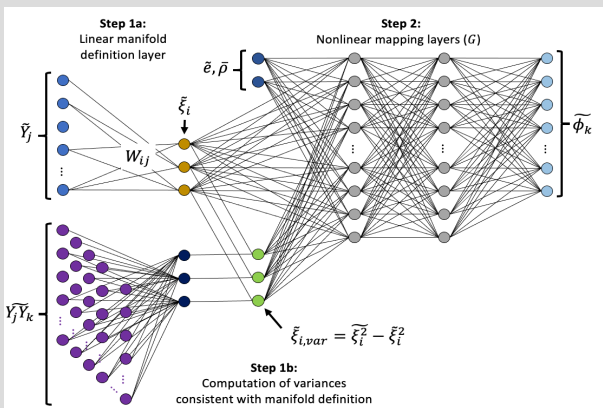 Step 1a:
Linear manifold
definition layer
Step 2:
Nonlinear mapping layers (G)
ẽ, ρ̄
ξ̃ᵢ
Ỹⱼ
Wᵢⱼ
ϕ̃ₖ
⋮
YⱼỸₖ
ξ̃ᵢ,ᵥₐᵣ = ξ̃ᵢ² − ξ̃ᵢ²
Step 1b:
Computation of variances
consistent with manifold definition